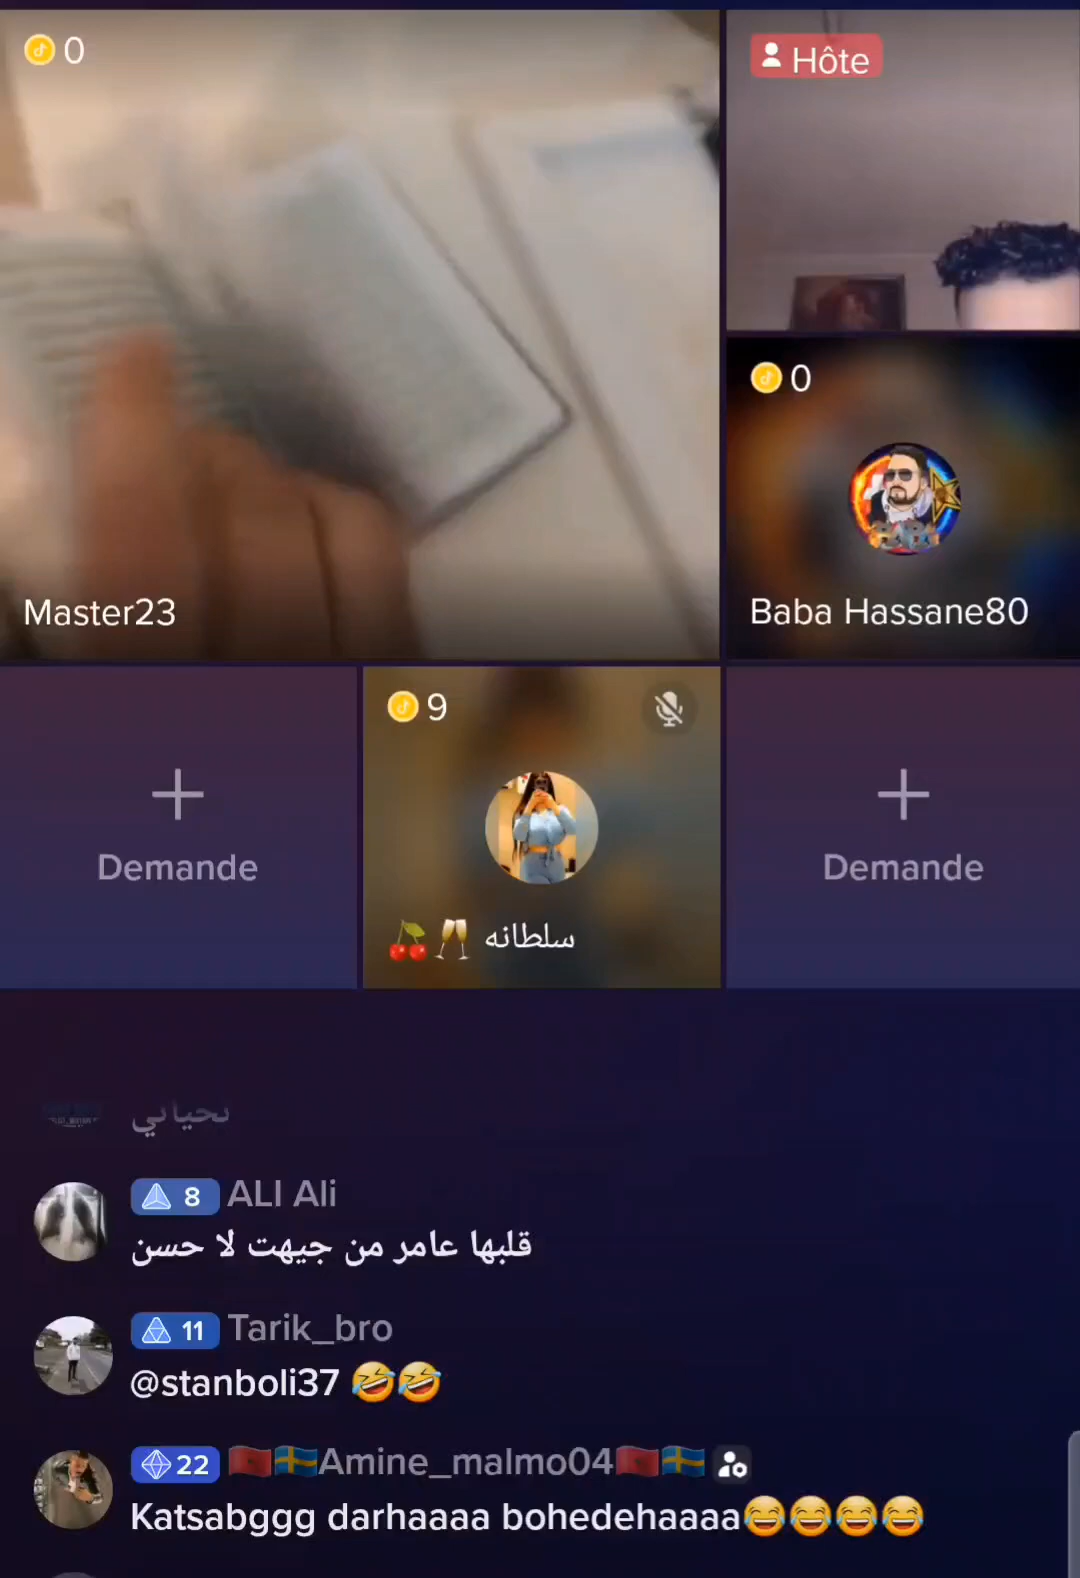 0
Hôte
0
Master23
Baba Hassane80
9
Demande
سلطانه 🥂🍒
Demande
تحياتي
8 ALI Ali
قلبها عامر من جيهت لا حسن
11 Tarik_bro
@stanboli37 🤣🤣
22 🇲🇦🇸🇪Amine_malmo04🇲🇦🇸🇪
Katsabggg darhaaaa bohedehaaaa😂😂😂😂